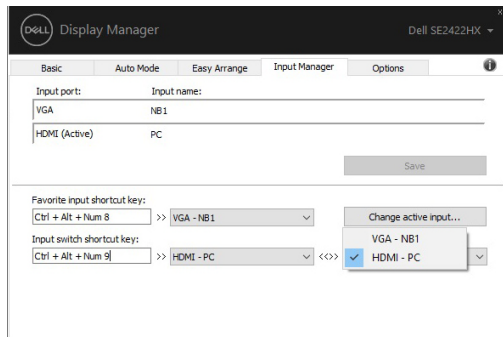 DELL Display Manager Dell SE2422HX
Basic Auto Mode Easy Arrange Input Manager Options
Input port: Input name:
VGA NB1
HDMI (Active) PC
Save
Favorite input shortcut key:
Ctrl + Alt + Num 8 >> VGA - NB1 Change active input...
Input switch shortcut key:
VGA - NB1
Ctrl + Alt + Num 9 >> HDMI - PC <<>> HDMI - PC